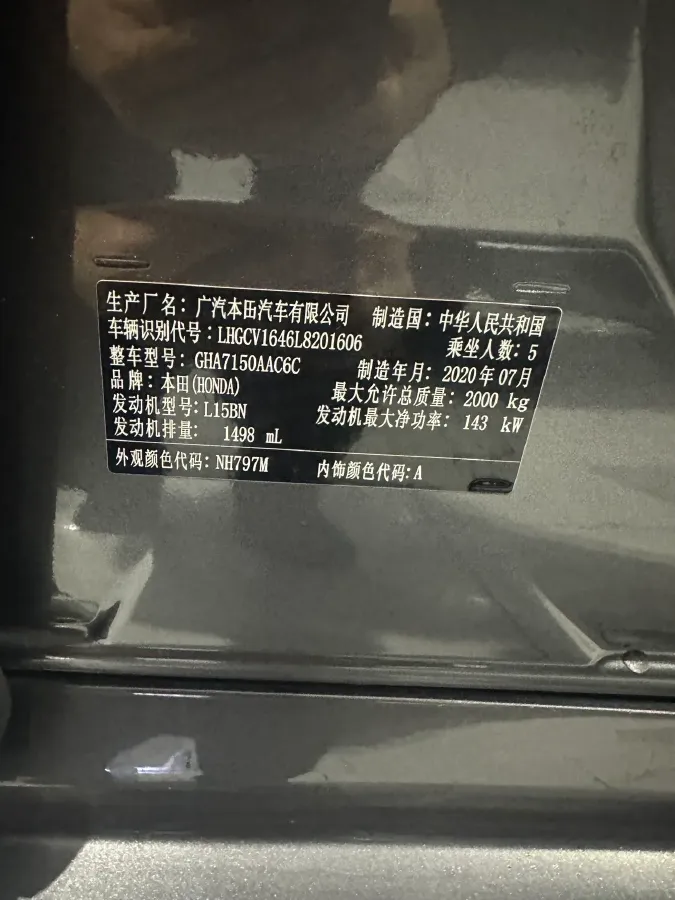 生产厂名：广汽本田汽车有限公司 制造国：中华人民共和国
车辆识别代号：LHGCV1646L8201606 乘坐人数：5
整车型号：GHA7150AAC6C 制造年月：2020年07月
品牌：本田(HONDA) 最大允许总质量：2000 kg
发动机型号：L15BN 发动机最大净功率：143 kW
发动机排量： 1498 mL
外观颜色代码：NH797M 内饰颜色代码：A